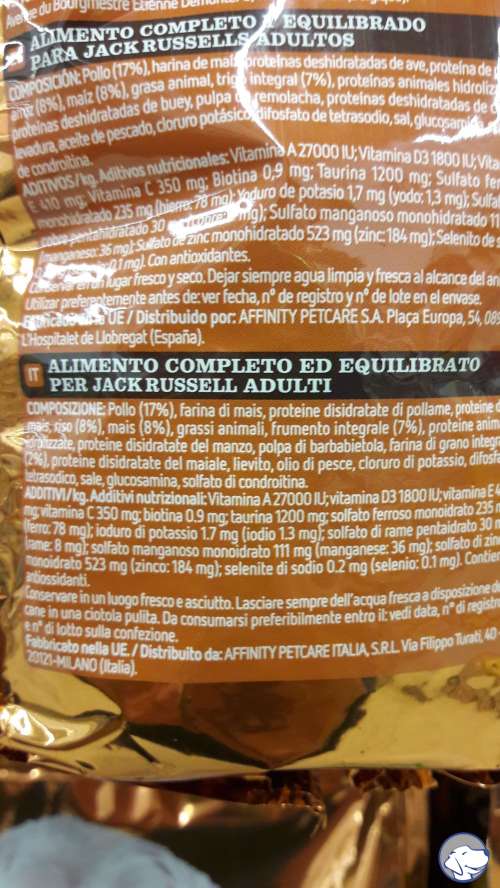 Avenue du Bourgmestre Etienne
ALIMENTO COMPLETO Y EQUILIBRADO
PARA JACK RUSSELLS ADULTOS
COMPOSICIÓN: Pollo (17%), harina de maíz, proteínas deshidratadas de ave, proteína de
arroz (8%), maíz (8%), grasa animal, trigo integral (7%), proteínas animales
proteínas deshidratadas de buey, pulpa de remolacha, proteínas deshidratadas de
levadura, aceite de pescado, cloruro potásico, difosfato de tetrasodio, sal, glucosamina
de condroitina.
ADITIVOS/kg. Aditivos nutricionales: Vitamina A 27000 IU; Vitamina D3 1800 IU;
E 410 mg; Vitamina C 350 mg; Biotina 0,9 mg; Taurina 1200 mg; Sulfato
monohidratado 235 mg (hierro: 78 mg); Yoduro de potasio 1,7 mg (yodo: 1,3 mg);
pentahidratado 30 mg); Sulfato manganoso monohidratado
(manganeso: 36 mg); Sulfato de zinc monohidratado 523 mg (zinc: 184 mg); Selenito de
0,1 mg). Con antioxidantes.
Conservar en un lugar fresco y seco. Dejar siempre agua limpia y fresca al alcance del
Utilizar preferentemente antes de: ver fecha, nº de registro y nº de lote en el envase.
Fabricado en la UE / Distribuido por: AFFINITY PETCARE S.A. Plaça Europa, 54,
L'Hospitalet de Llobregat (España).
IT ALIMENTO COMPLETO ED EQUILIBRATO
PER JACK RUSSELL ADULTI
COMPOSIZIONE: Pollo (17%), farina di mais, proteine disidratate di pollame, proteine
mais, riso (8%), mais (8%), grassi animali, frumento integrale (7%), proteine
idrolizzate, proteine disidratate del manzo, polpa di barbabietola, farina di grano
(2%), proteine disidratate del maiale, lievito, olio di pesce, cloruro di potassio,
tetrasodico, sale, glucosamina, solfato di condroitina.
ADDITIVI/kg. Additivi nutrizionali: Vitamina A 27000 IU; vitamina D3 1800 IU; vitamina E
mg; vitamina C 350 mg; biotina 0.9 mg; taurina 1200 mg; solfato ferroso monoidrato 235
(ferro: 78 mg); ioduro di potassio 1.7 mg (iodio 1.3 mg); solfato di rame pentaidrato 30
(rame: 8 mg); solfato manganoso monoidrato 111 mg (manganese: 36 mg); solfato di
monoidrato 523 mg (zinco: 184 mg); selenite di sodio 0.2 mg (selenio: 0.1 mg).
antiossidanti.
Conservare in un luogo fresco e asciutto. Lasciare sempre dell'acqua fresca a disposizione
cane in una ciotola pulita. Da consumarsi preferibilmente entro il: vedi data, n° di
e n° di lotto sulla confezione.
Fabbricato nella UE. / Distribuito da: AFFINITY PETCARE ITALIA, S.R.L. Via Filippo Turati,
20121-MILANO (Italia).